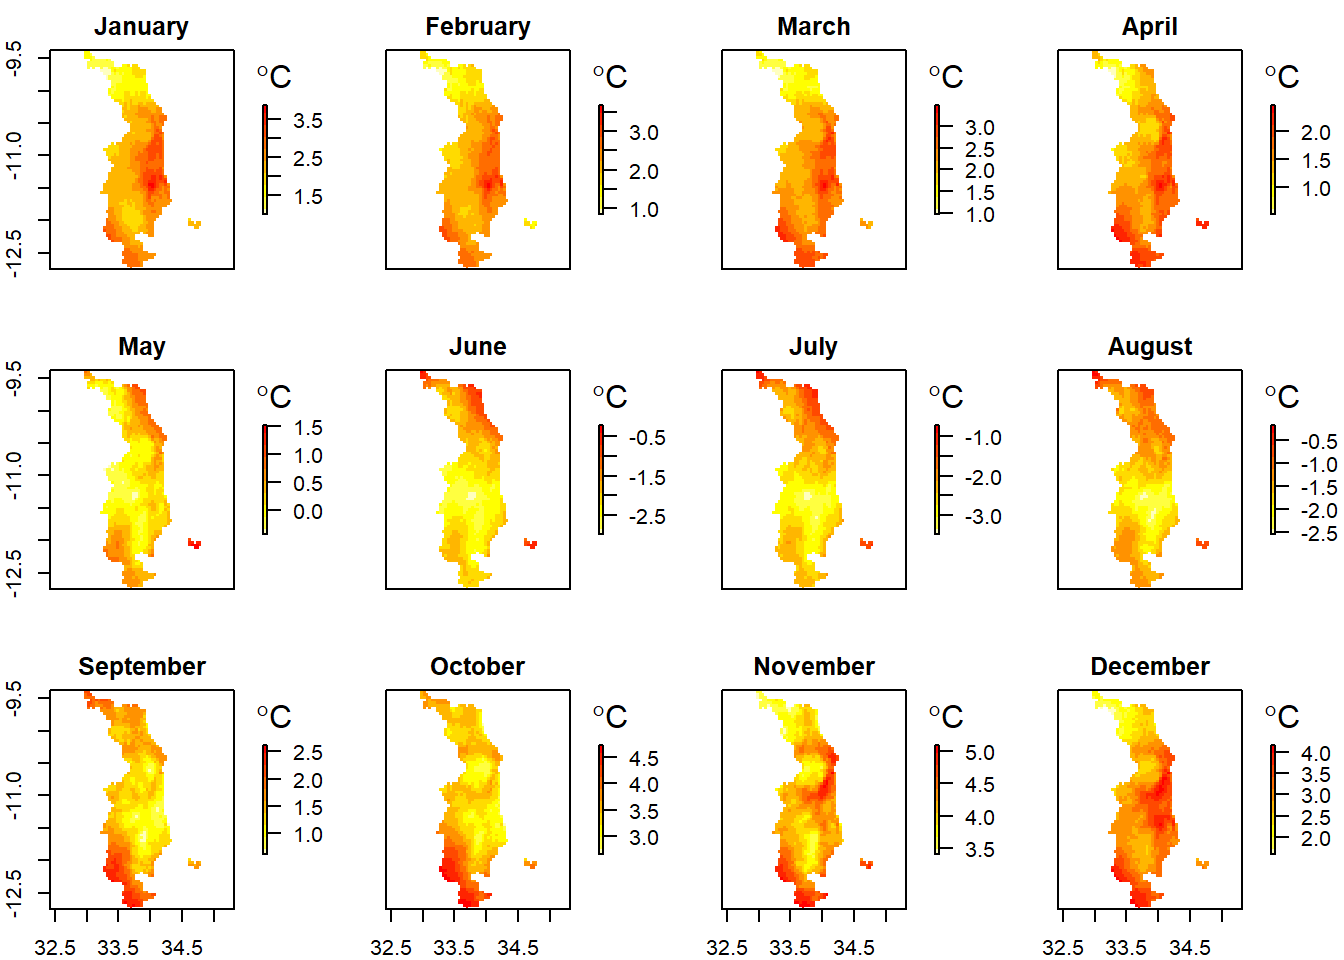 January February March April
°C °C °C °C
-9.5 -11.0 -12.5
3.5 2.5 1.5
3.0 2.0 1.0
3.0 2.5 2.0 1.5 1.0
2.0 1.5 1.0
May June July August
°C °C °C °C
-9.5 -11.0 -12.5
1.5 1.0 0.5 0.0
-0.5 -1.5 -2.5
-1.0 -2.0 -3.0
-0.5 -1.0 -1.5 -2.0 -2.5
September October November December
°C °C °C °C
-9.5 -11.0 -12.5
2.5 2.0 1.5 1.0
4.5 4.0 3.5 3.0
5.0 4.5 4.0 3.5
4.0 3.5 3.0 2.5 2.0
32.5 33.5 34.5 32.5 33.5 34.5 32.5 33.5 34.5 32.5 33.5 34.5